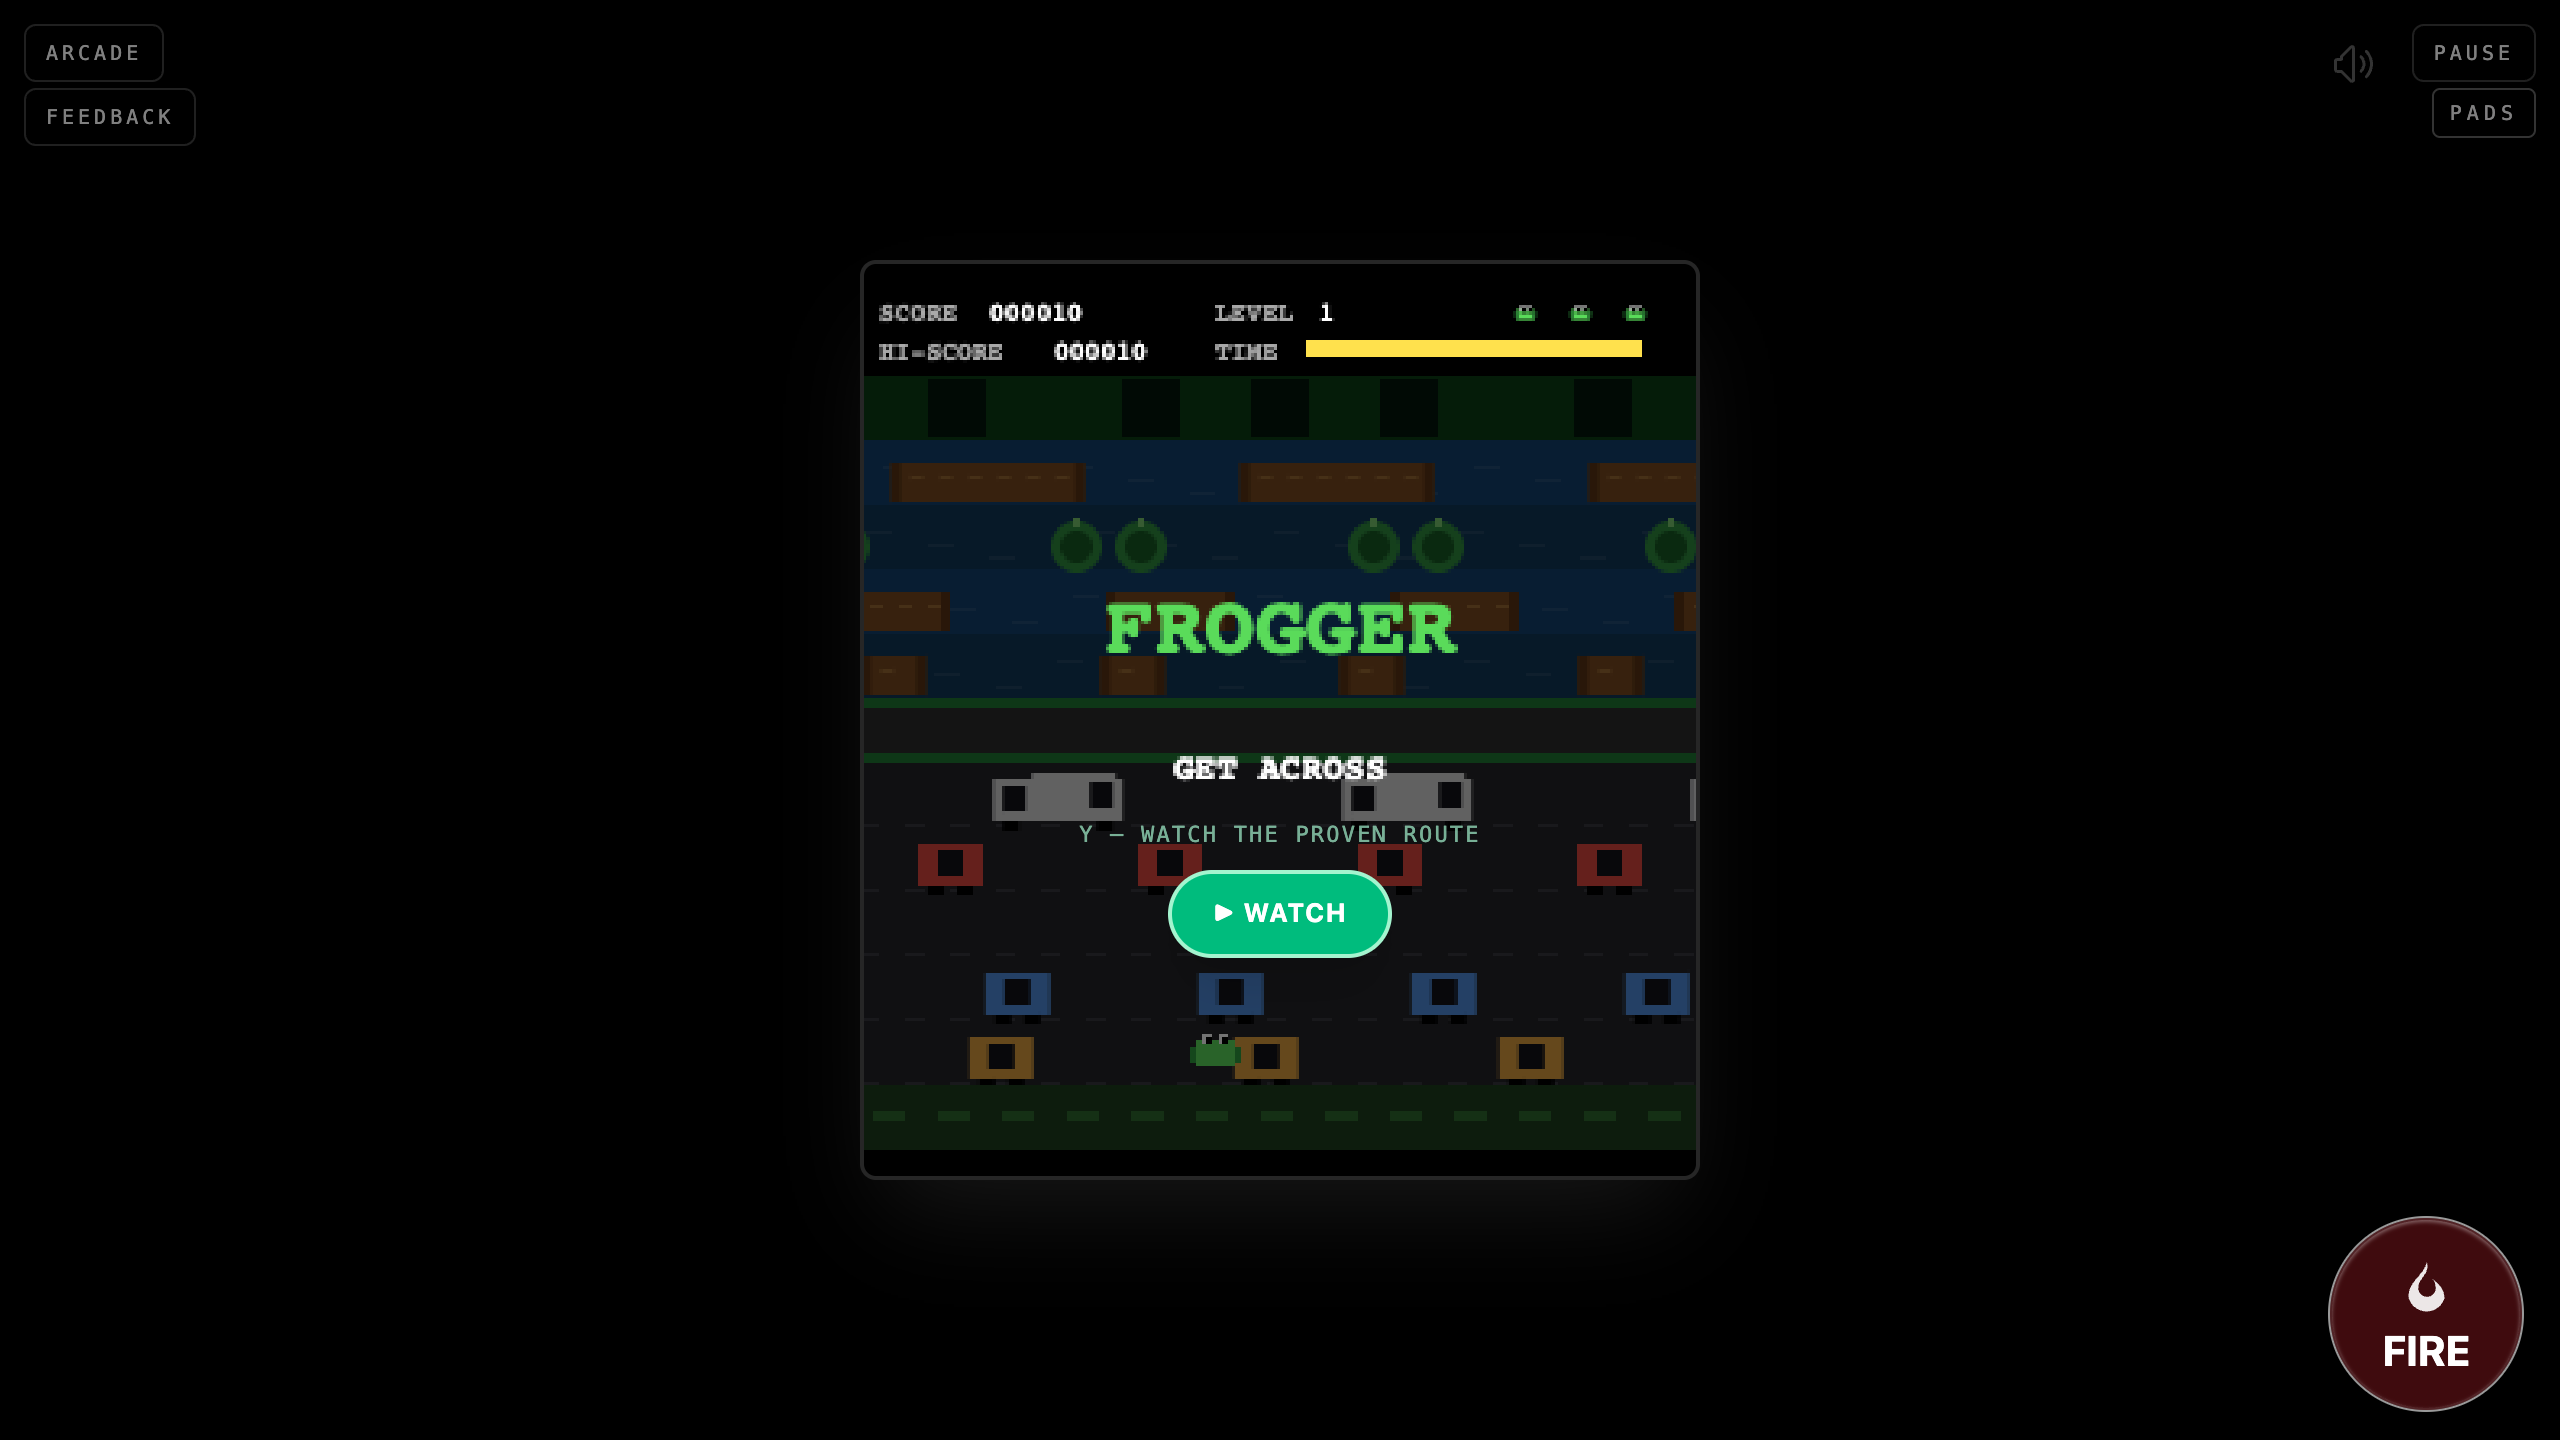 ARCADE
PAUSE
FEEDBACK
PADS
SCORE 000010 LEVEL 1
HI-SCORE 000010 TIME
FROGGER
GET ACROSS
Y — WATCH THE PROVEN ROUTE
▶ WATCH
FIRE